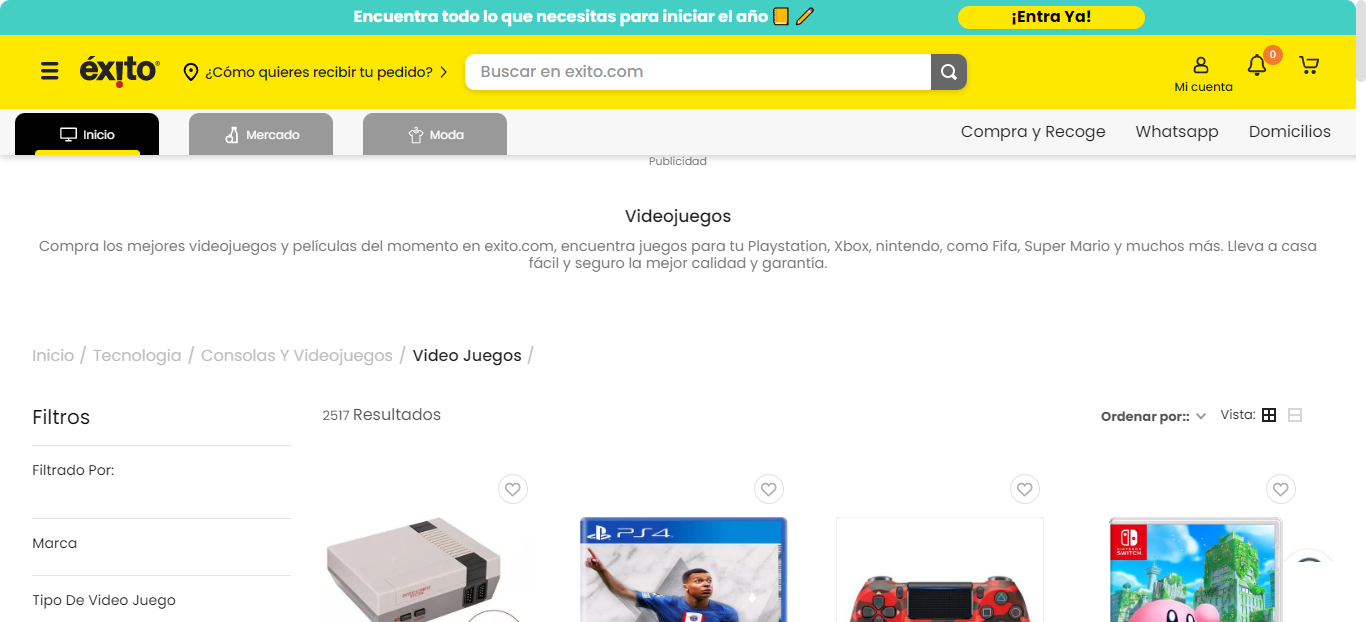 Encuentra todo lo que necesitas para iniciar el año
¡Entra Ya!
éxito
¿Cómo quieres recibir tu pedido?
Buscar en exito.com
0
Mi cuenta
Inicio
Mercado
Moda
Compra y Recoge
Whatsapp
Domicilios
Publicidad
Videojuegos
Compra los mejores videojuegos y películas del momento en exito.com, encuentra juegos para tu Playstation, Xbox, nintendo, como Fifa, Super Mario y muchos más. Lleva a casa
fácil y seguro la mejor calidad y garantía.
Inicio / Tecnologia / Consolas Y Videojuegos / Video Juegos /
Filtros
2517 Resultados
Ordenar por::
Vista:
Filtrado Por:
PS4
NINTENDO
SWITCH
Marca
Tipo De Video Juego